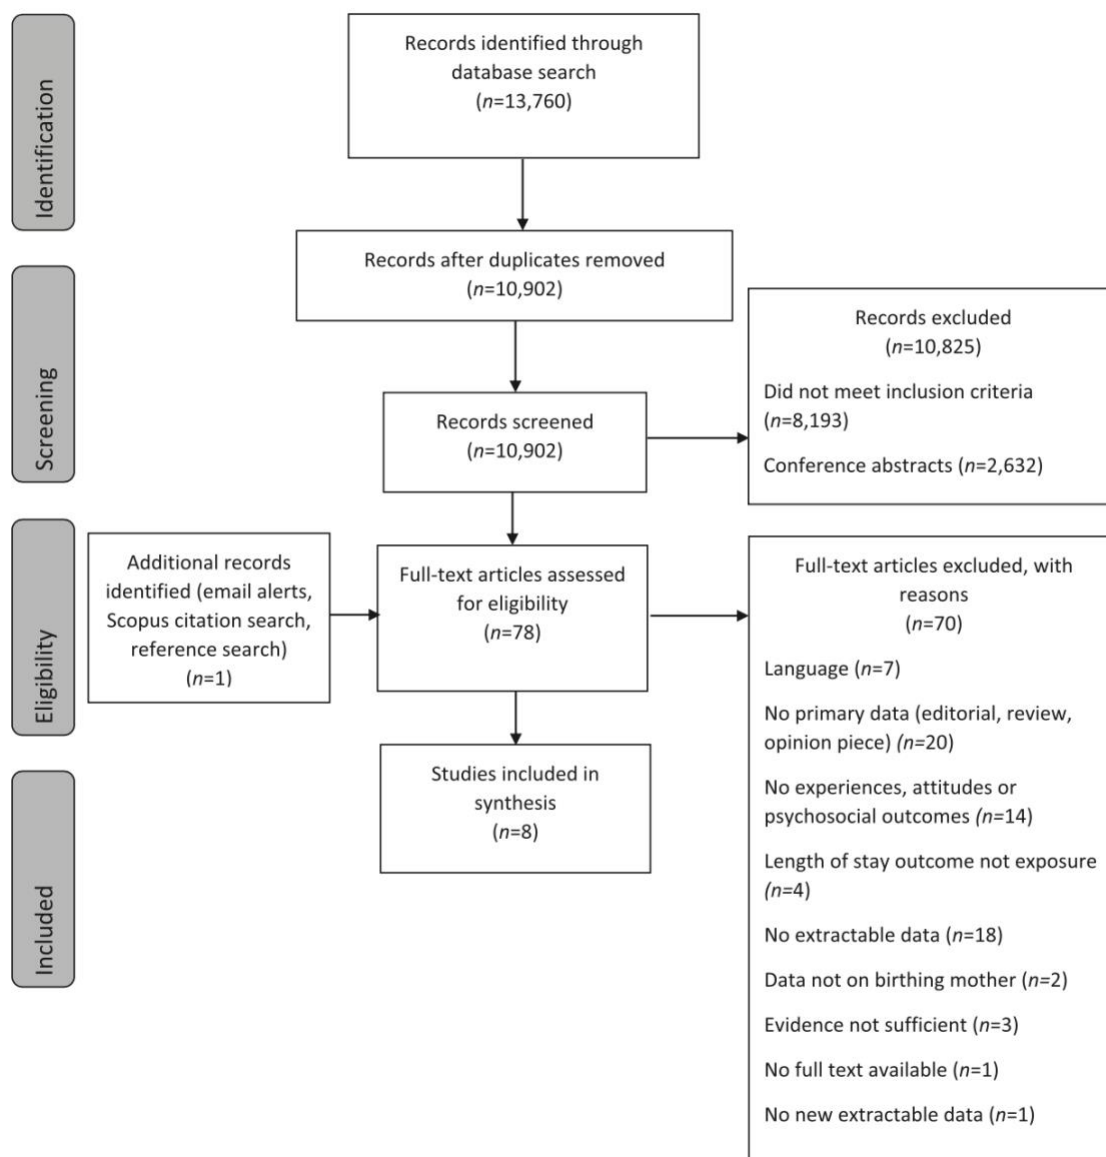 Identification
Records identified through
database search
(n=13,760)
Records after duplicates removed
(n=10,902)
Screening
Records screened
(n=10,902)
Records excluded
(n=10,825)
Did not meet inclusion criteria
(n=8,193)
Conference abstracts (n=2,632)
Eligibility
Additional records
identified (email alerts,
Scopus citation search,
reference search)
(n=1)
Full-text articles assessed
for eligibility
(n=78)
Full-text articles excluded, with
reasons
(n=70)
Language (n=7)
No primary data (editorial, review,
opinion piece) (n=20)
No experiences, attitudes or
psychosocial outcomes (n=14)
Length of stay outcome not exposure
(n=4)
No extractable data (n=18)
Data not on birthing mother (n=2)
Evidence not sufficient (n=3)
No full text available (n=1)
No new extractable data (n=1)
Included
Studies included in
synthesis
(n=8)